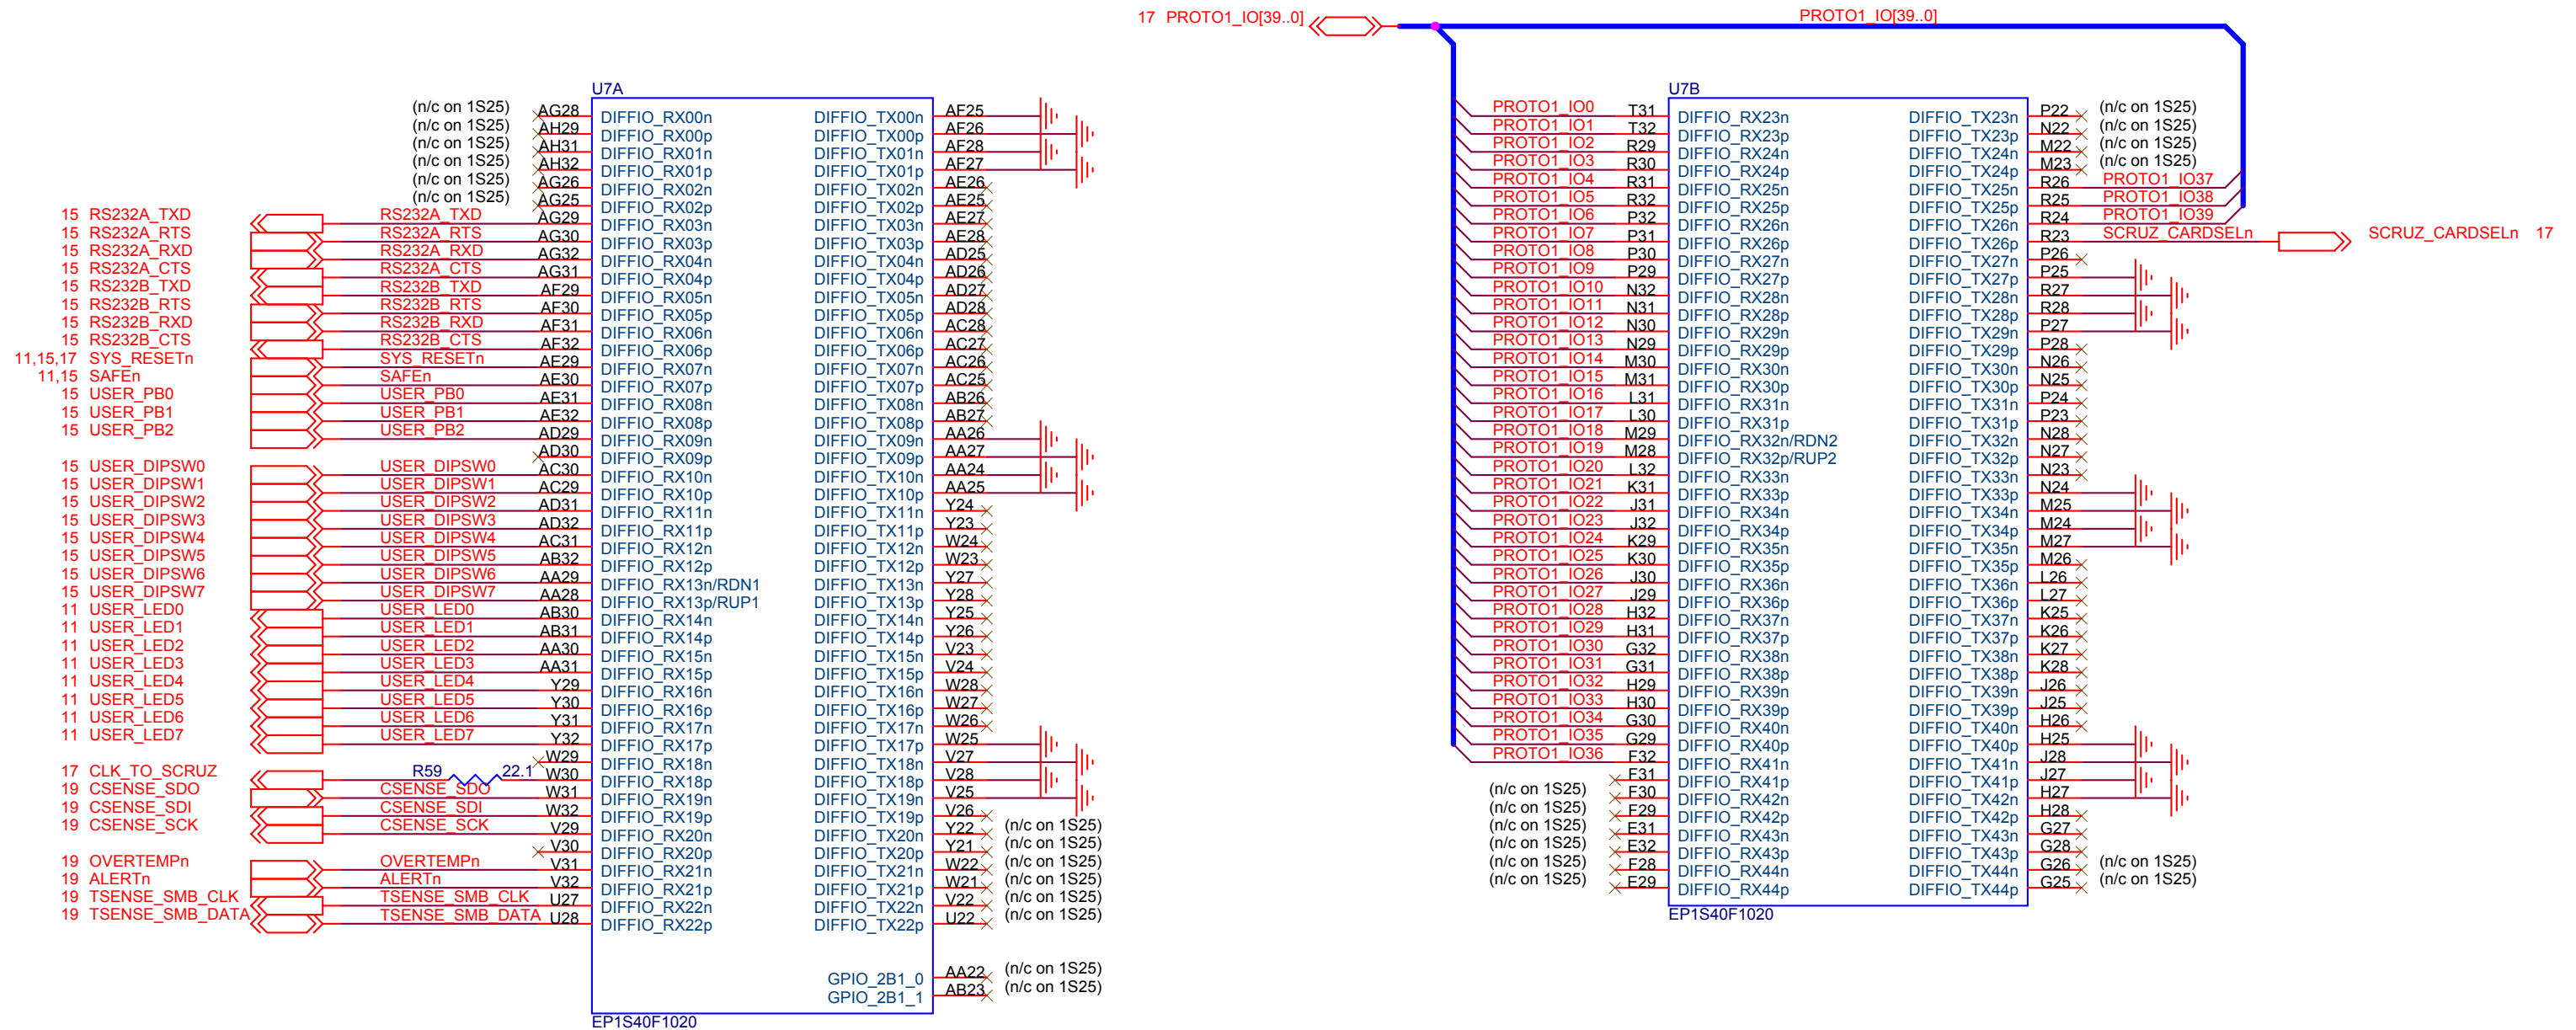 17 PROTO1_IO[39..0] PROTO1_IO[39..0]
U7A U7B
(n/c on 1S25) AG28 DIFFIO_RX00n DIFFIO_TX00n AF25 PROTO1_IO0 T31 DIFFIO_RX23n DIFFIO_TX23n P22 (n/c on 1S25)
(n/c on 1S25) AH29 DIFFIO_RX00p DIFFIO_TX00p AF26 PROTO1_IO1 T32 DIFFIO_RX23p DIFFIO_TX23p N22 (n/c on 1S25)
(n/c on 1S25) AH31 DIFFIO_RX01n DIFFIO_TX01n AF28 PROTO1_IO2 R29 DIFFIO_RX24n DIFFIO_TX24n M22 (n/c on 1S25)
(n/c on 1S25) AH32 DIFFIO_RX01p DIFFIO_TX01p AF27 PROTO1_IO3 R30 DIFFIO_RX24p DIFFIO_TX24p M23 (n/c on 1S25)
(n/c on 1S25) AG26 DIFFIO_RX02n DIFFIO_TX02n AE26 PROTO1_IO4 R31 DIFFIO_RX25n DIFFIO_TX25n R26 PROTO1_IO37
(n/c on 1S25) AG25 DIFFIO_RX02p DIFFIO_TX02p AE25 PROTO1_IO5 R32 DIFFIO_RX25p DIFFIO_TX25p R25 PROTO1_IO38
15 RS232A_TXD RS232A_TXD AG29 DIFFIO_RX03n DIFFIO_TX03n AE27 PROTO1_IO6 P32 DIFFIO_RX26n DIFFIO_TX26n R24 PROTO1_IO39
15 RS232A_RTS RS232A_RTS AG30 DIFFIO_RX03p DIFFIO_TX03p AE28 PROTO1_IO7 P31 DIFFIO_RX26p DIFFIO_TX26p R23 SCRUZ_CARDSELn SCRUZ_CARDSELn 17
15 RS232A_RXD RS232A_RXD AG32 DIFFIO_RX04n DIFFIO_TX04n AD25 PROTO1_IO8 P30 DIFFIO_RX27n DIFFIO_TX27n P26
15 RS232A_CTS RS232A_CTS AG31 DIFFIO_RX04p DIFFIO_TX04p AD26 PROTO1_IO9 P29 DIFFIO_RX27p DIFFIO_TX27p P25
15 RS232B_TXD RS232B_TXD AF29 DIFFIO_RX05n DIFFIO_TX05n AD27 PROTO1_IO10 N32 DIFFIO_RX28n DIFFIO_TX28n R27
15 RS232B_RTS RS232B_RTS AF30 DIFFIO_RX05p DIFFIO_TX05p AD28 PROTO1_IO11 N31 DIFFIO_RX28p DIFFIO_TX28p R28
15 RS232B_RXD RS232B_RXD AF31 DIFFIO_RX06n DIFFIO_TX06n AC28 PROTO1_IO12 N30 DIFFIO_RX29n DIFFIO_TX29n P27
15 RS232B_CTS RS232B_CTS AF32 DIFFIO_RX06p DIFFIO_TX06p AC27 PROTO1_IO13 N29 DIFFIO_RX29p DIFFIO_TX29p P28
11,15,17 SYS_RESETn SYS_RESETn AE29 DIFFIO_RX07n DIFFIO_TX07n AC26 PROTO1_IO14 M30 DIFFIO_RX30n DIFFIO_TX30n N26
11,15 SAFEn SAFEn AE30 DIFFIO_RX07p DIFFIO_TX07p AC25 PROTO1_IO15 M31 DIFFIO_RX30p DIFFIO_TX30p N25
15 USER_PB0 USER_PB0 AE31 DIFFIO_RX08n DIFFIO_TX08n AB26 PROTO1_IO16 L31 DIFFIO_RX31n DIFFIO_TX31n P24
15 USER_PB1 USER_PB1 AE32 DIFFIO_RX08p DIFFIO_TX08p AB27 PROTO1_IO17 L30 DIFFIO_RX31p DIFFIO_TX31p P23
15 USER_PB2 USER_PB2 AD29 DIFFIO_RX09n DIFFIO_TX09n AA26 PROTO1_IO18 M29 DIFFIO_RX32n/RDN2 DIFFIO_TX32n N28
AD30 DIFFIO_RX09p DIFFIO_TX09p AA27 PROTO1_IO19 M28 DIFFIO_RX32p/RUP2 DIFFIO_TX32p N27
15 USER_DIPSW0 USER_DIPSW0 AC30 DIFFIO_RX10n DIFFIO_TX10n AA24 PROTO1_IO20 L32 DIFFIO_RX33n DIFFIO_TX33n N23
15 USER_DIPSW1 USER_DIPSW1 AC29 DIFFIO_RX10p DIFFIO_TX10p AA25 PROTO1_IO21 K31 DIFFIO_RX33p DIFFIO_TX33p N24
15 USER_DIPSW2 USER_DIPSW2 AD31 DIFFIO_RX11n DIFFIO_TX11n Y24 PROTO1_IO22 J31 DIFFIO_RX34n DIFFIO_TX34n M25
15 USER_DIPSW3 USER_DIPSW3 AD32 DIFFIO_RX11p DIFFIO_TX11p Y23 PROTO1_IO23 J32 DIFFIO_RX34p DIFFIO_TX34p M24
15 USER_DIPSW4 USER_DIPSW4 AC31 DIFFIO_RX12n DIFFIO_TX12n W24 PROTO1_IO24 K29 DIFFIO_RX35n DIFFIO_TX35n M27
15 USER_DIPSW5 USER_DIPSW5 AB32 DIFFIO_RX12p DIFFIO_TX12p W23 PROTO1_IO25 K30 DIFFIO_RX35p DIFFIO_TX35p M26
15 USER_DIPSW6 USER_DIPSW6 AA29 DIFFIO_RX13n/RDN1 DIFFIO_TX13n Y27 PROTO1_IO26 J30 DIFFIO_RX36n DIFFIO_TX36n L26
15 USER_DIPSW7 USER_DIPSW7 AA28 DIFFIO_RX13p/RUP1 DIFFIO_TX13p Y28 PROTO1_IO27 J29 DIFFIO_RX36p DIFFIO_TX36p L27
11 USER_LED0 USER_LED0 AB30 DIFFIO_RX14n DIFFIO_TX14n Y25 PROTO1_IO28 H32 DIFFIO_RX37n DIFFIO_TX37n K25
11 USER_LED1 USER_LED1 AB31 DIFFIO_RX14p DIFFIO_TX14p Y26 PROTO1_IO29 H31 DIFFIO_RX37p DIFFIO_TX37p K26
11 USER_LED2 USER_LED2 AA30 DIFFIO_RX15n DIFFIO_TX15n V23 PROTO1_IO30 G32 DIFFIO_RX38n DIFFIO_TX38n K27
11 USER_LED3 USER_LED3 AA31 DIFFIO_RX15p DIFFIO_TX15p V24 PROTO1_IO31 G31 DIFFIO_RX38p DIFFIO_TX38p K28
11 USER_LED4 USER_LED4 Y29 DIFFIO_RX16n DIFFIO_TX16n W28 PROTO1_IO32 H29 DIFFIO_RX39n DIFFIO_TX39n J26
11 USER_LED5 USER_LED5 Y30 DIFFIO_RX16p DIFFIO_TX16p W27 PROTO1_IO33 H30 DIFFIO_RX39p DIFFIO_TX39p J25
11 USER_LED6 USER_LED6 Y31 DIFFIO_RX17n DIFFIO_TX17n W26 PROTO1_IO34 G30 DIFFIO_RX40n DIFFIO_TX40n H26
11 USER_LED7 USER_LED7 Y32 DIFFIO_RX17p DIFFIO_TX17p W25 PROTO1_IO35 G29 DIFFIO_RX40p DIFFIO_TX40p H25
W29 DIFFIO_RX18n DIFFIO_TX18n V27 PROTO1_IO36 F32 DIFFIO_RX41n DIFFIO_TX41n J28
17 CLK_TO_SCRUZ R59 22.1 W30 DIFFIO_RX18p DIFFIO_TX18p V28 F31 DIFFIO_RX41p DIFFIO_TX41p J27
19 CSENSE_SDO CSENSE_SDO W31 DIFFIO_RX19n DIFFIO_TX19n V25 (n/c on 1S25) F30 DIFFIO_RX42n DIFFIO_TX42n H27
19 CSENSE_SDI CSENSE_SDI W32 DIFFIO_RX19p DIFFIO_TX19p V26 (n/c on 1S25) F29 DIFFIO_RX42p DIFFIO_TX42p H28
19 CSENSE_SCK CSENSE_SCK V29 DIFFIO_RX20n DIFFIO_TX20n Y22 (n/c on 1S25) (n/c on 1S25) E31 DIFFIO_RX43n DIFFIO_TX43n G27
V30 DIFFIO_RX20p DIFFIO_TX20p Y21 (n/c on 1S25) (n/c on 1S25) E32 DIFFIO_RX43p DIFFIO_TX43p G28
19 OVERTEMPn OVERTEMPn V31 DIFFIO_RX21n DIFFIO_TX21n W22 (n/c on 1S25) (n/c on 1S25) F28 DIFFIO_RX44n DIFFIO_TX44n G26 (n/c on 1S25)
19 ALERTn ALERTn V32 DIFFIO_RX21p DIFFIO_TX21p W21 (n/c on 1S25) (n/c on 1S25) E29 DIFFIO_RX44p DIFFIO_TX44p G25 (n/c on 1S25)
19 TSENSE_SMB_CLK TSENSE_SMB_CLK U27 DIFFIO_RX22n DIFFIO_TX22n V22 (n/c on 1S25)
19 TSENSE_SMB_DATA TSENSE_SMB_DATA U28 DIFFIO_RX22p DIFFIO_TX22p U22 (n/c on 1S25) EP1S40F1020
GPIO_2B1_0 AA22 (n/c on 1S25)
GPIO_2B1_1 AB23 (n/c on 1S25)
EP1S40F1020